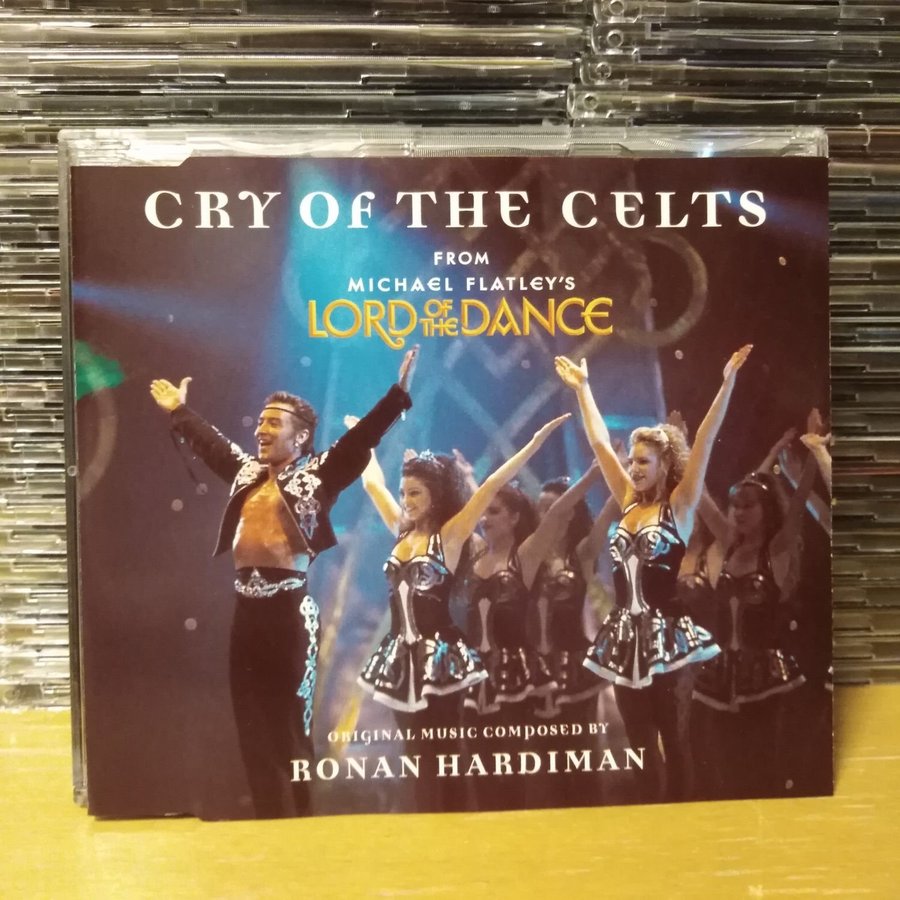 CRY OF THE CELTS
FROM
MICHAEL FLATLEY'S
LORD OF THE DANCE
ORIGINAL MUSIC COMPOSED BY
RONAN HARDIMAN